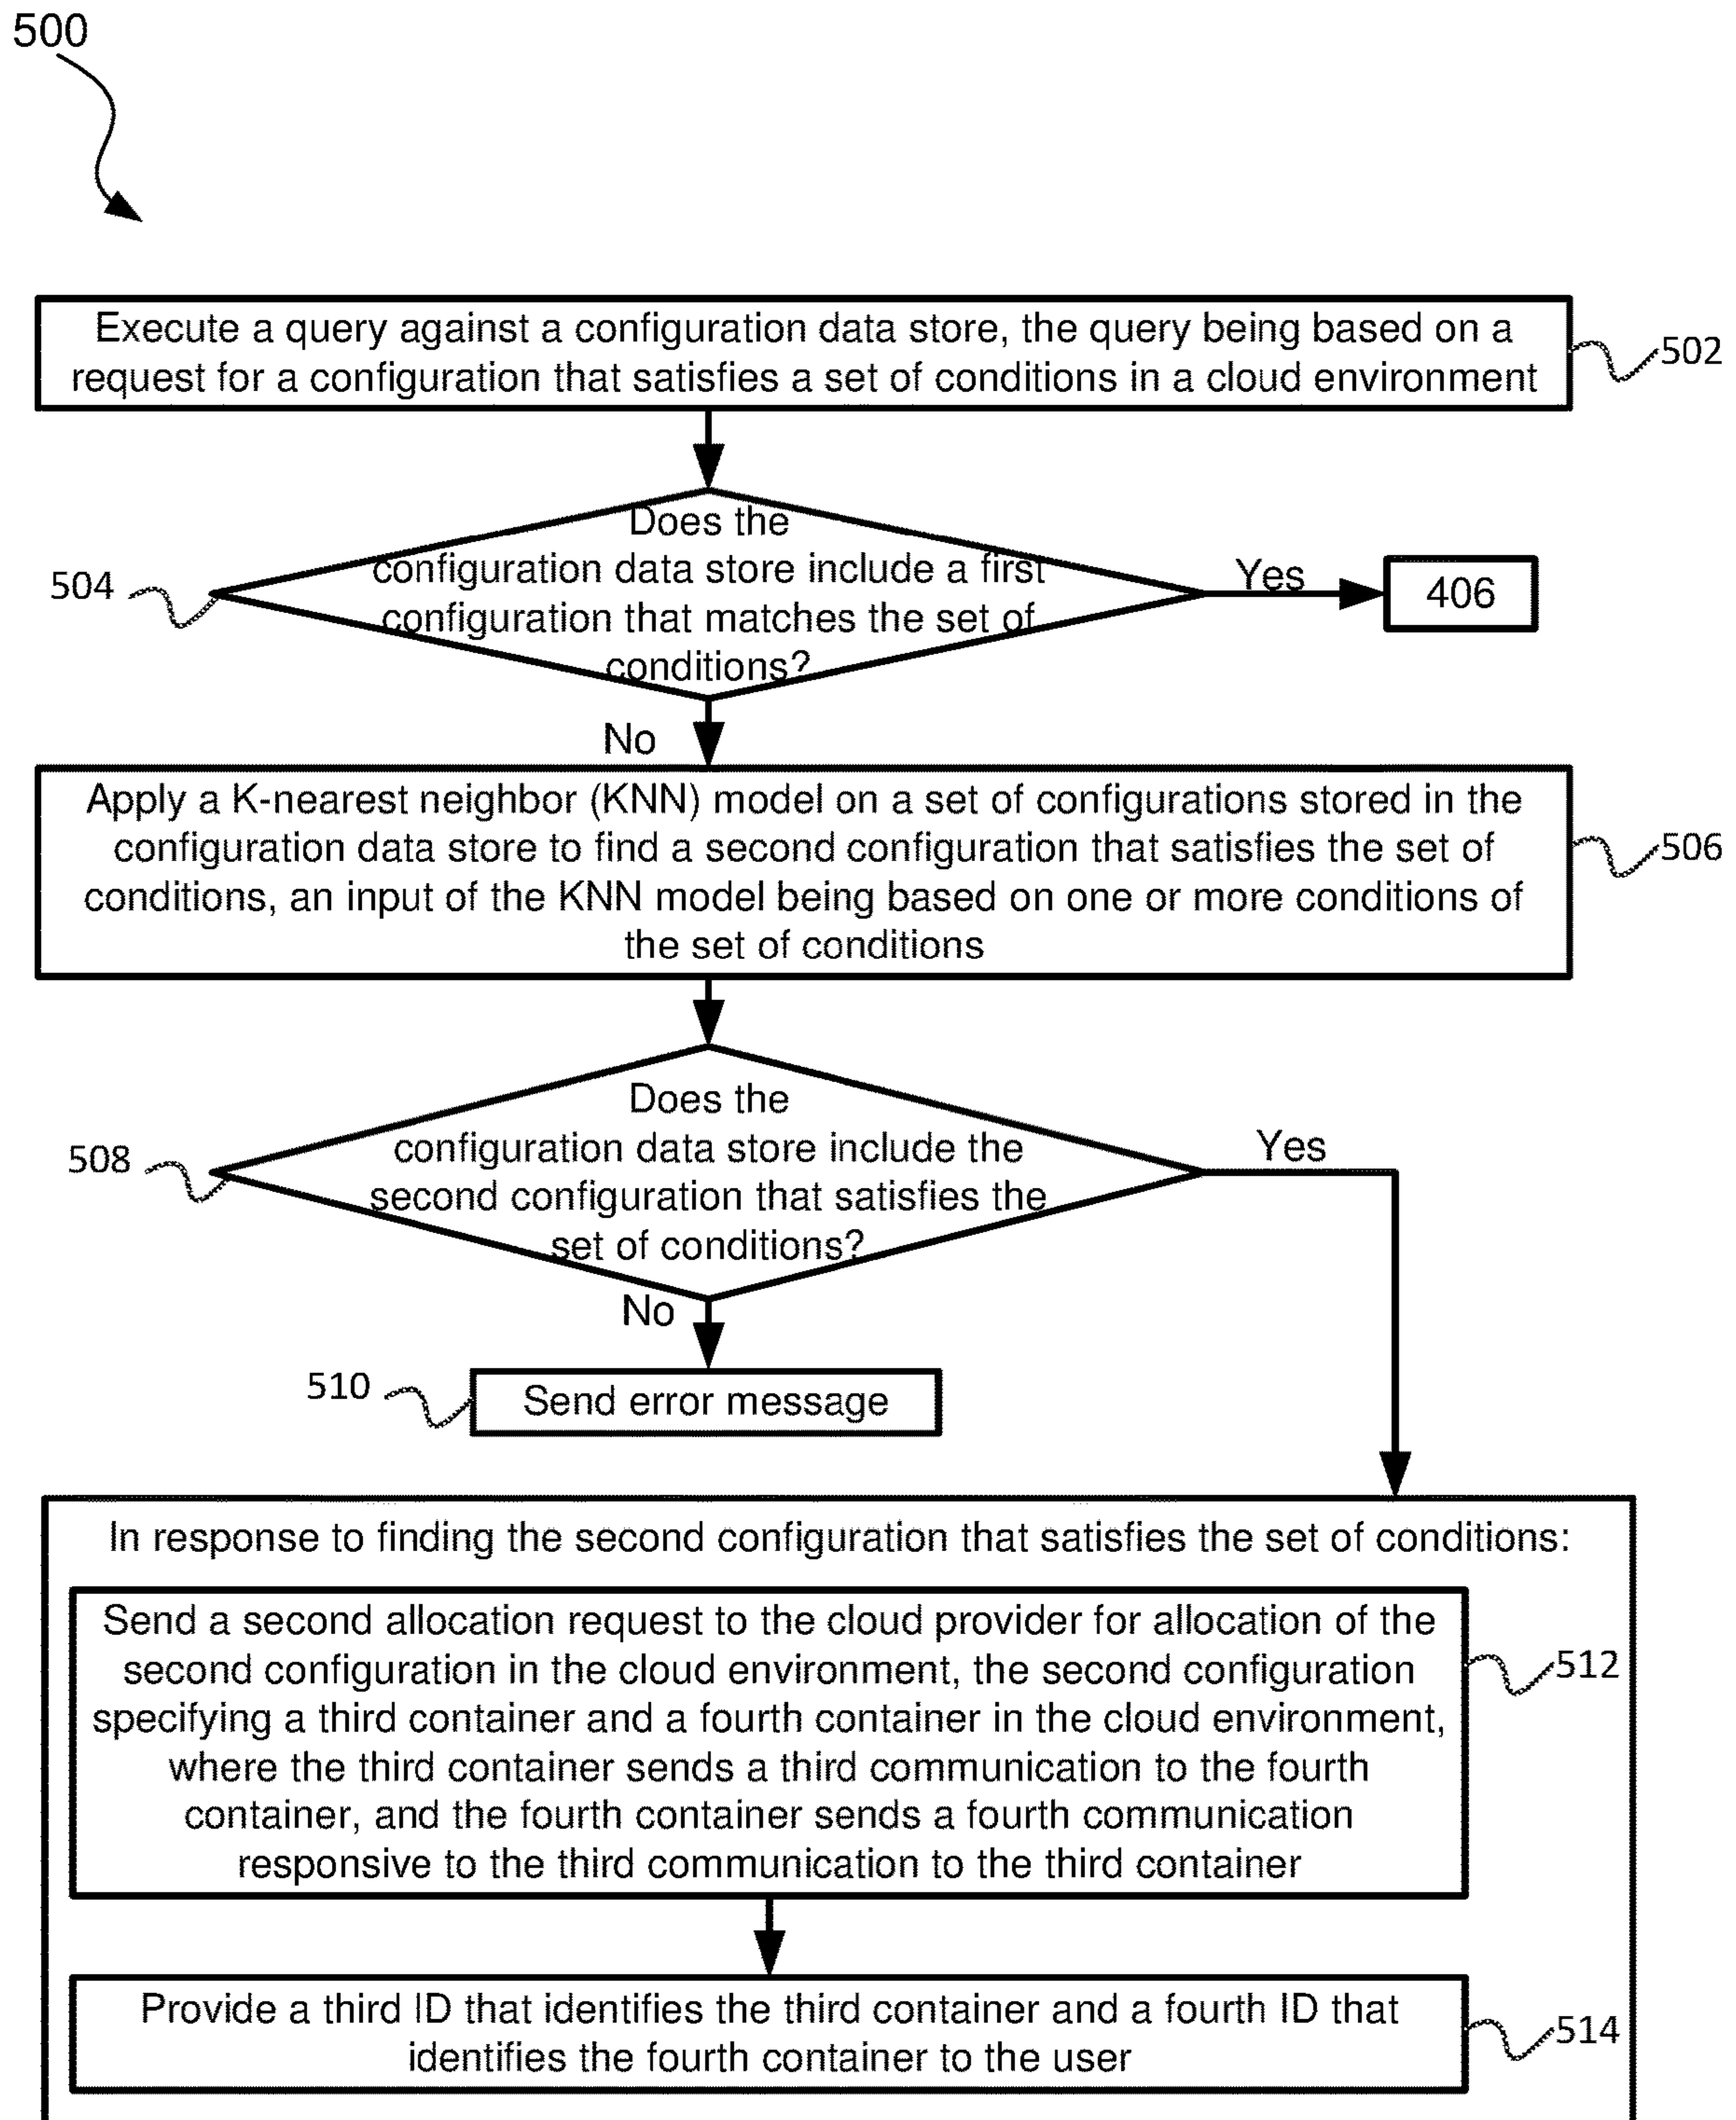 500
Execute a query against a configuration data store, the query being based on a
request for a configuration that satisfies a set of conditions in a cloud environment
502
Does the
configuration data store include a first
configuration that matches the set of
conditions?
504
Yes
406
No
Apply a K-nearest neighbor (KNN) model on a set of configurations stored in the
configuration data store to find a second configuration that satisfies the set of
conditions, an input of the KNN model being based on one or more conditions of
the set of conditions
506
Does the
configuration data store include the
second configuration that satisfies the
set of conditions?
508
Yes
No
510
Send error message
In response to finding the second configuration that satisfies the set of conditions:
Send a second allocation request to the cloud provider for allocation of the
second configuration in the cloud environment, the second configuration
specifying a third container and a fourth container in the cloud environment,
where the third container sends a third communication to the fourth
container, and the fourth container sends a fourth communication
responsive to the third communication to the third container
512
Provide a third ID that identifies the third container and a fourth ID that
identifies the fourth container to the user
514